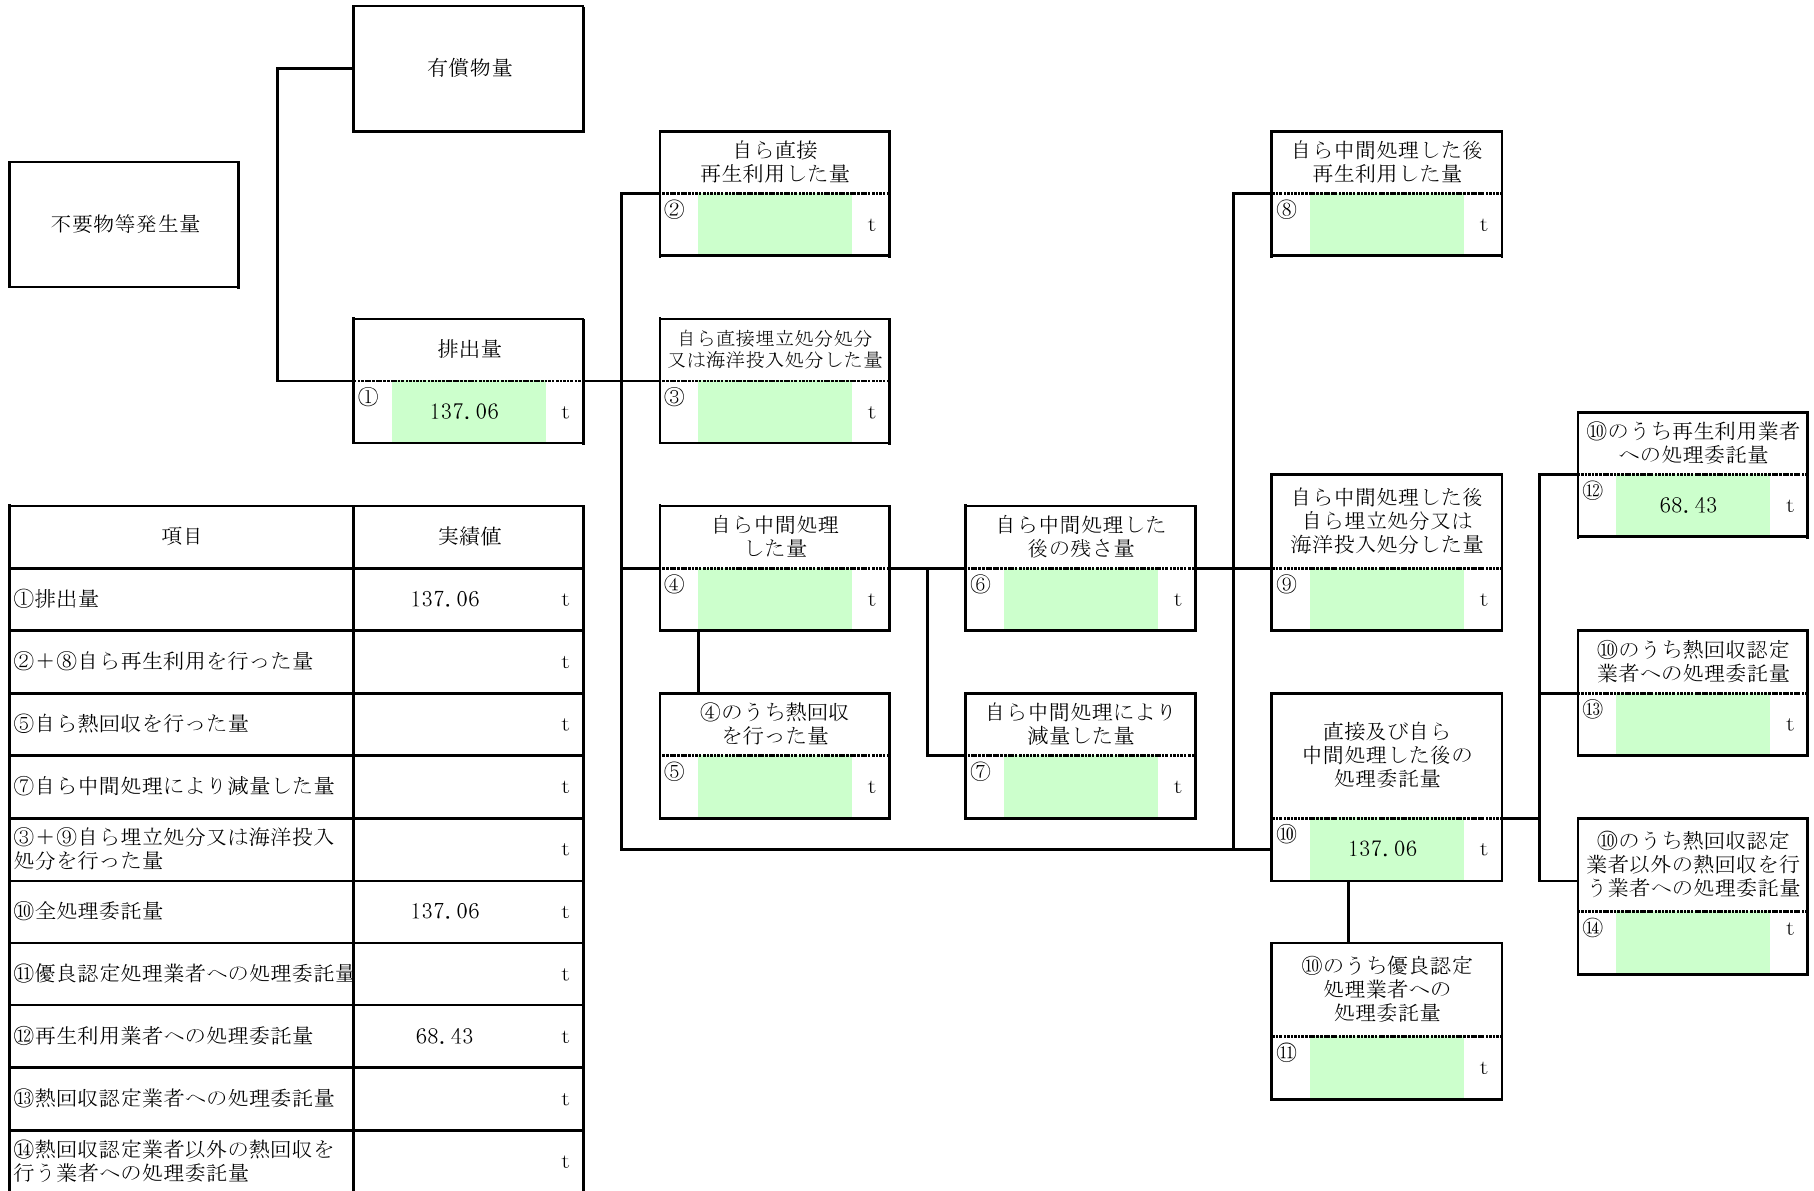 有償物量
不要物等発生量
自ら直接
再生利用した量
②
t
自ら中間処理した後
再生利用した量
⑧
t
排出量
①
137.06
t
自ら直接埋立処分処分
又は海洋投入処分した量
③
t
自ら中間処理
した量
④
t
自ら中間処理した
後の残さ量
⑥
t
自ら中間処理した後
自ら埋立処分又は
海洋投入処分した量
⑨
t
⑩のうち再生利用業者
への処理委託量
⑫
68.43
t
⑩のうち熱回収認定
業者への処理委託量
⑬
t
④のうち熱回収
を行った量
⑤
t
自ら中間処理により
減量した量
⑦
t
直接及び自ら
中間処理した後の
処理委託量
⑩
137.06
t
⑩のうち熱回収認定
業者以外の熱回収を行
う業者への処理委託量
⑭
t
⑩のうち優良認定
処理業者への
処理委託量
⑪
t
項目 実績値
①排出量 137.06 t
②+⑧自ら再生利用を行った量 t
⑤自ら熱回収を行った量 t
⑦自ら中間処理により減量した量 t
③+⑨自ら埋立処分又は海洋投入
処分を行った量 t
⑩全処理委託量 137.06 t
⑪優良認定処理業者への処理委託量 t
⑫再生利用業者への処理委託量 68.43 t
⑬熱回収認定業者への処理委託量 t
⑭熱回収認定業者以外の熱回収を
行う業者への処理委託量 t